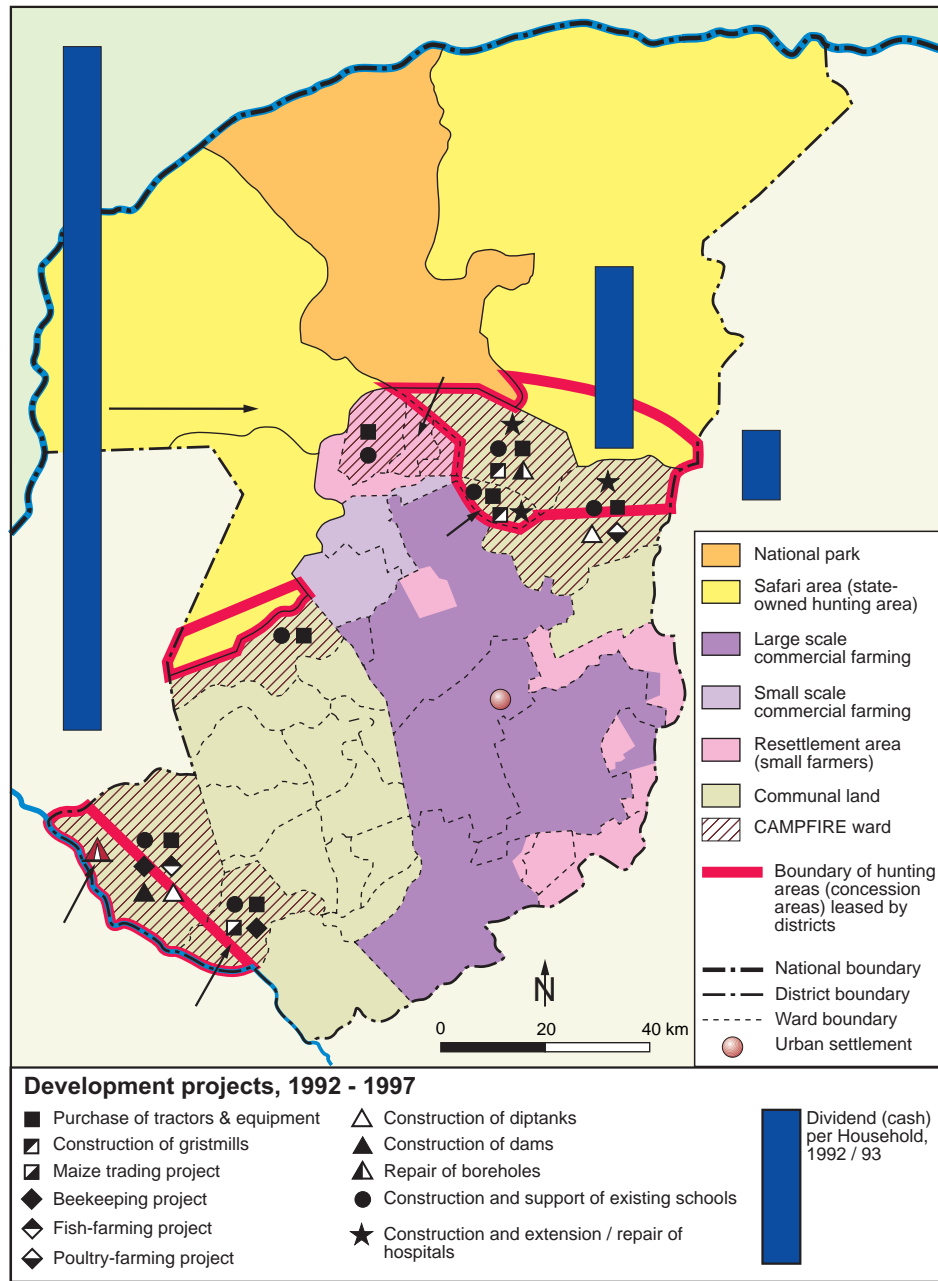 National park
Safari area (state-
owned hunting area)
Large scale
commercial farming
Small scale
commercial farming
Resettlement area
(small farmers)
Communal land
CAMPFIRE ward
Boundary of hunting
areas (concession
areas) leased by
districts
National boundary
District boundary
Ward boundary
Urban settlement
N
0 20 40 km
Development projects, 1992 - 1997
Purchase of tractors & equipment
Construction of gristmills
Maize trading project
Beekeeping project
Fish-farming project
Poultry-farming project
Construction of diptanks
Construction of dams
Repair of boreholes
Construction and support of existing schools
Construction and extension / repair of
hospitals
Dividend (cash)
per Household,
1992 / 93